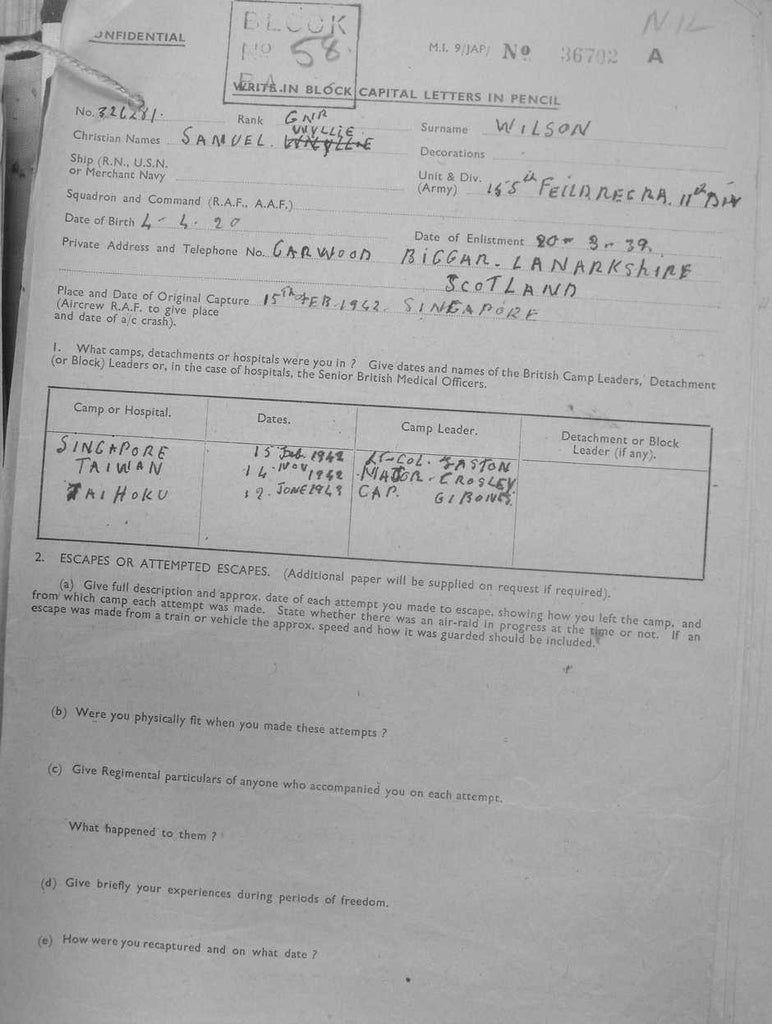 NIL
BLOCK
ONFIDENTIAL
No 58
M.I. 9/JAP/ No 36702 A
WRITE IN BLOCK CAPITAL LETTERS IN PENCIL
No. Rank GNR Surname WILSON
Christian Names SAMUEL. WYLLIE Decorations
Ship (R.N., U.S.N.
or Merchant Navy
Unit & Div.
(Army) 155th FEILD REG RA. 11th DIV
Squadron and Command (R.A.F., A.A.F.)
Date of Birth 4-4.20 Date of Enlistment 20-3-39.
Private Address and Telephone No. CARWOOD BIGGAR. LANARKSHIRE
SCOTLAND
Place and Date of Original Capture 15TH FEB.1942. SINGAPORE
(Aircrew R.A.F. to give place
and date of a/c crash).
1. What camps, detachments or hospitals were you in ? Give dates and names of the British Camp Leaders, Detachment
(or Block) Leaders or, in the case of hospitals, the Senior British Medical Officers.
Camp or Hospital. Dates. Camp Leader. Detachment or Block
Leader (if any).
SINGAPORE 15 Feb. 1942 LT-COL.
TAIWAN 14. NOV 1942 MAJOR. CROSLEY
TAIHOKU 12. JONE 1943 CAP.
2. ESCAPES OR ATTEMPTED ESCAPES. (Additional paper will be supplied on request if required).
(a) Give full description and approx. date of each attempt you made to escape, showing how you left the camp, and
from which camp each attempt was made. State whether there was an air-raid in progress at the time or not. If an
escape was made from a train or vehicle the approx. speed and how it was guarded should be included.
(b) Were you physically fit when you made these attempts ?
(c) Give Regimental particulars of anyone who accompanied you on each attempt.
What happened to them ?
(d) Give briefly your experiences during periods of freedom.
(e) How were you recaptured and on what date ?